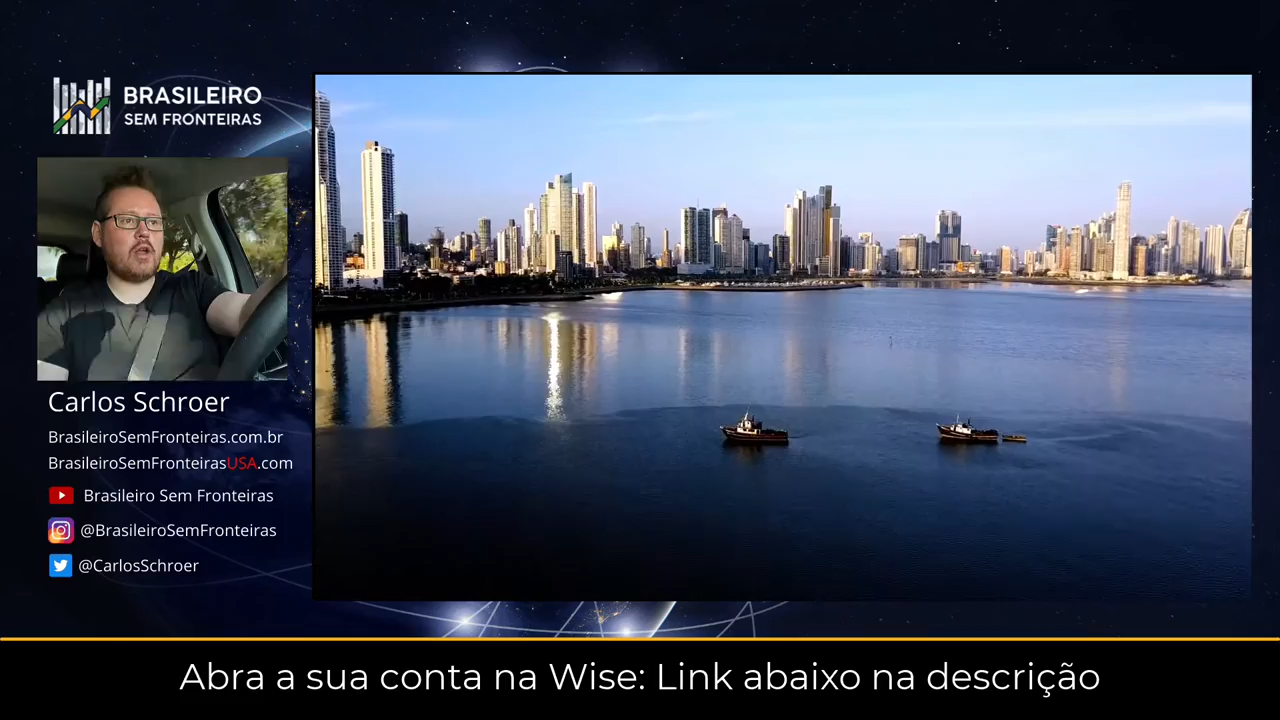 BRASILEIRO
SEM FRONTEIRAS
Carlos Schroer
BrasileiroSemFronteiras.com.br
BrasileiroSemFronteirasUSA.com
Brasileiro Sem Fronteiras
@BrasileiroSemFronteiras
@CarlosSchroer
Abra a sua conta na Wise: Link abaixo na descrição